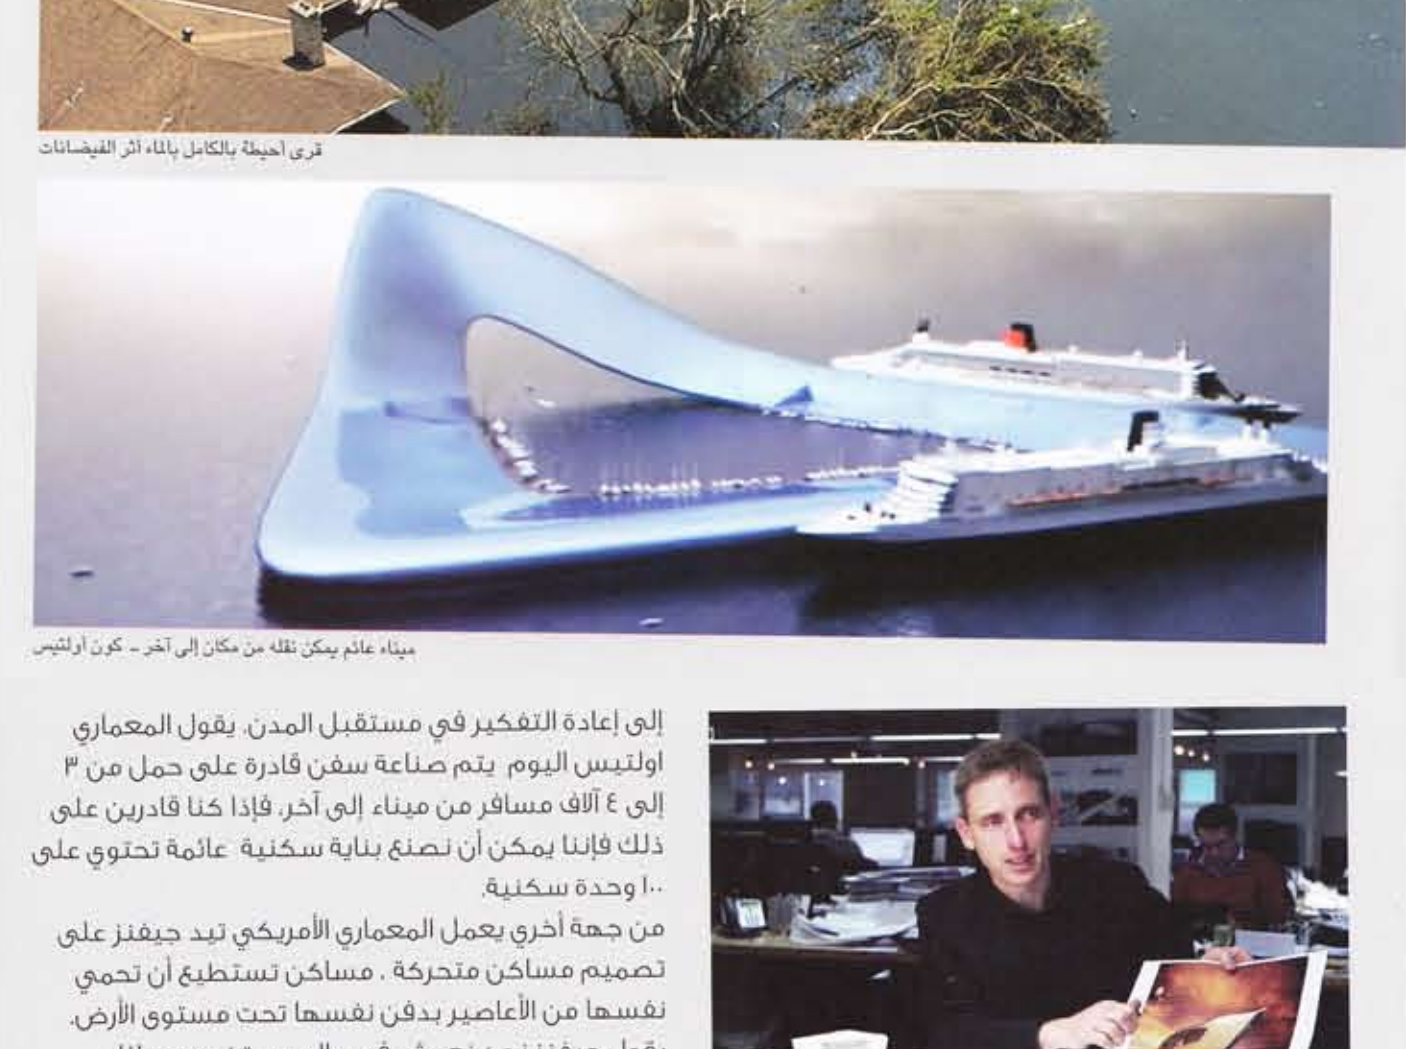 قرى أحيطة بالكامل بالماء أثر الفيضانات
ميناء عائم يمكن نقله من مكان إلى آخر - كون أولتيس
إلى إعادة التفكير في مستقبل المدن. يقول المعماري
اولتيس اليوم يتم صناعة سفن قادرة على حمل من ٣
إلى ٤ آلاف مسافر من ميناء إلى آخر، فإذا كنا قادرين على
ذلك فإننا يمكن أن نصنع بناية سكنية عائمة تحتوي على
١٠٠ وحدة سكنية.
من جهة أخري يعمل المعماري الأمريكي تيد جيفنز على
تصميم مساكن متحركة ، مساكن تستطيع أن تحمي
نفسها من الأعاصير بدفن نفسها تحت مستوى الأرض.